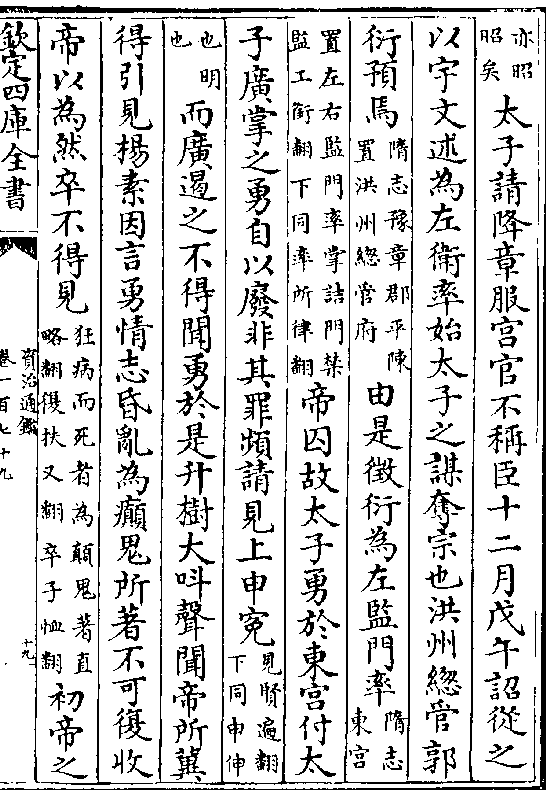 亦昭
昭矣
太子請降章服宮官不稱臣十二月戊午詔從之
以宇文述為左衛率始太子之謀奪宗也洪州總管郭
衍預焉
隋志豫章郡平陳
置洪州總管府
由是徵衍為左監門率
隋志
東宮
置左右監門率掌詰門禁
監工銜翻下同率所律翻
帝囚故太子勇於東宮付太
子廣掌之勇自以廢非其罪頻請見上申冤
見賢遍翻
下同申伸
也明
也
而廣遏之不得聞勇於是升樹大呌聲聞帝所冀
得引見楊素因言勇情志昏亂為癲鬼所著不可復收
帝以為然卒不得見
狂病而死者為顛鬼著直
略翻復扶又翻卒子恤翻
初帝之
欽定四庫全書
資治通鑑
卷一百七十九
十九